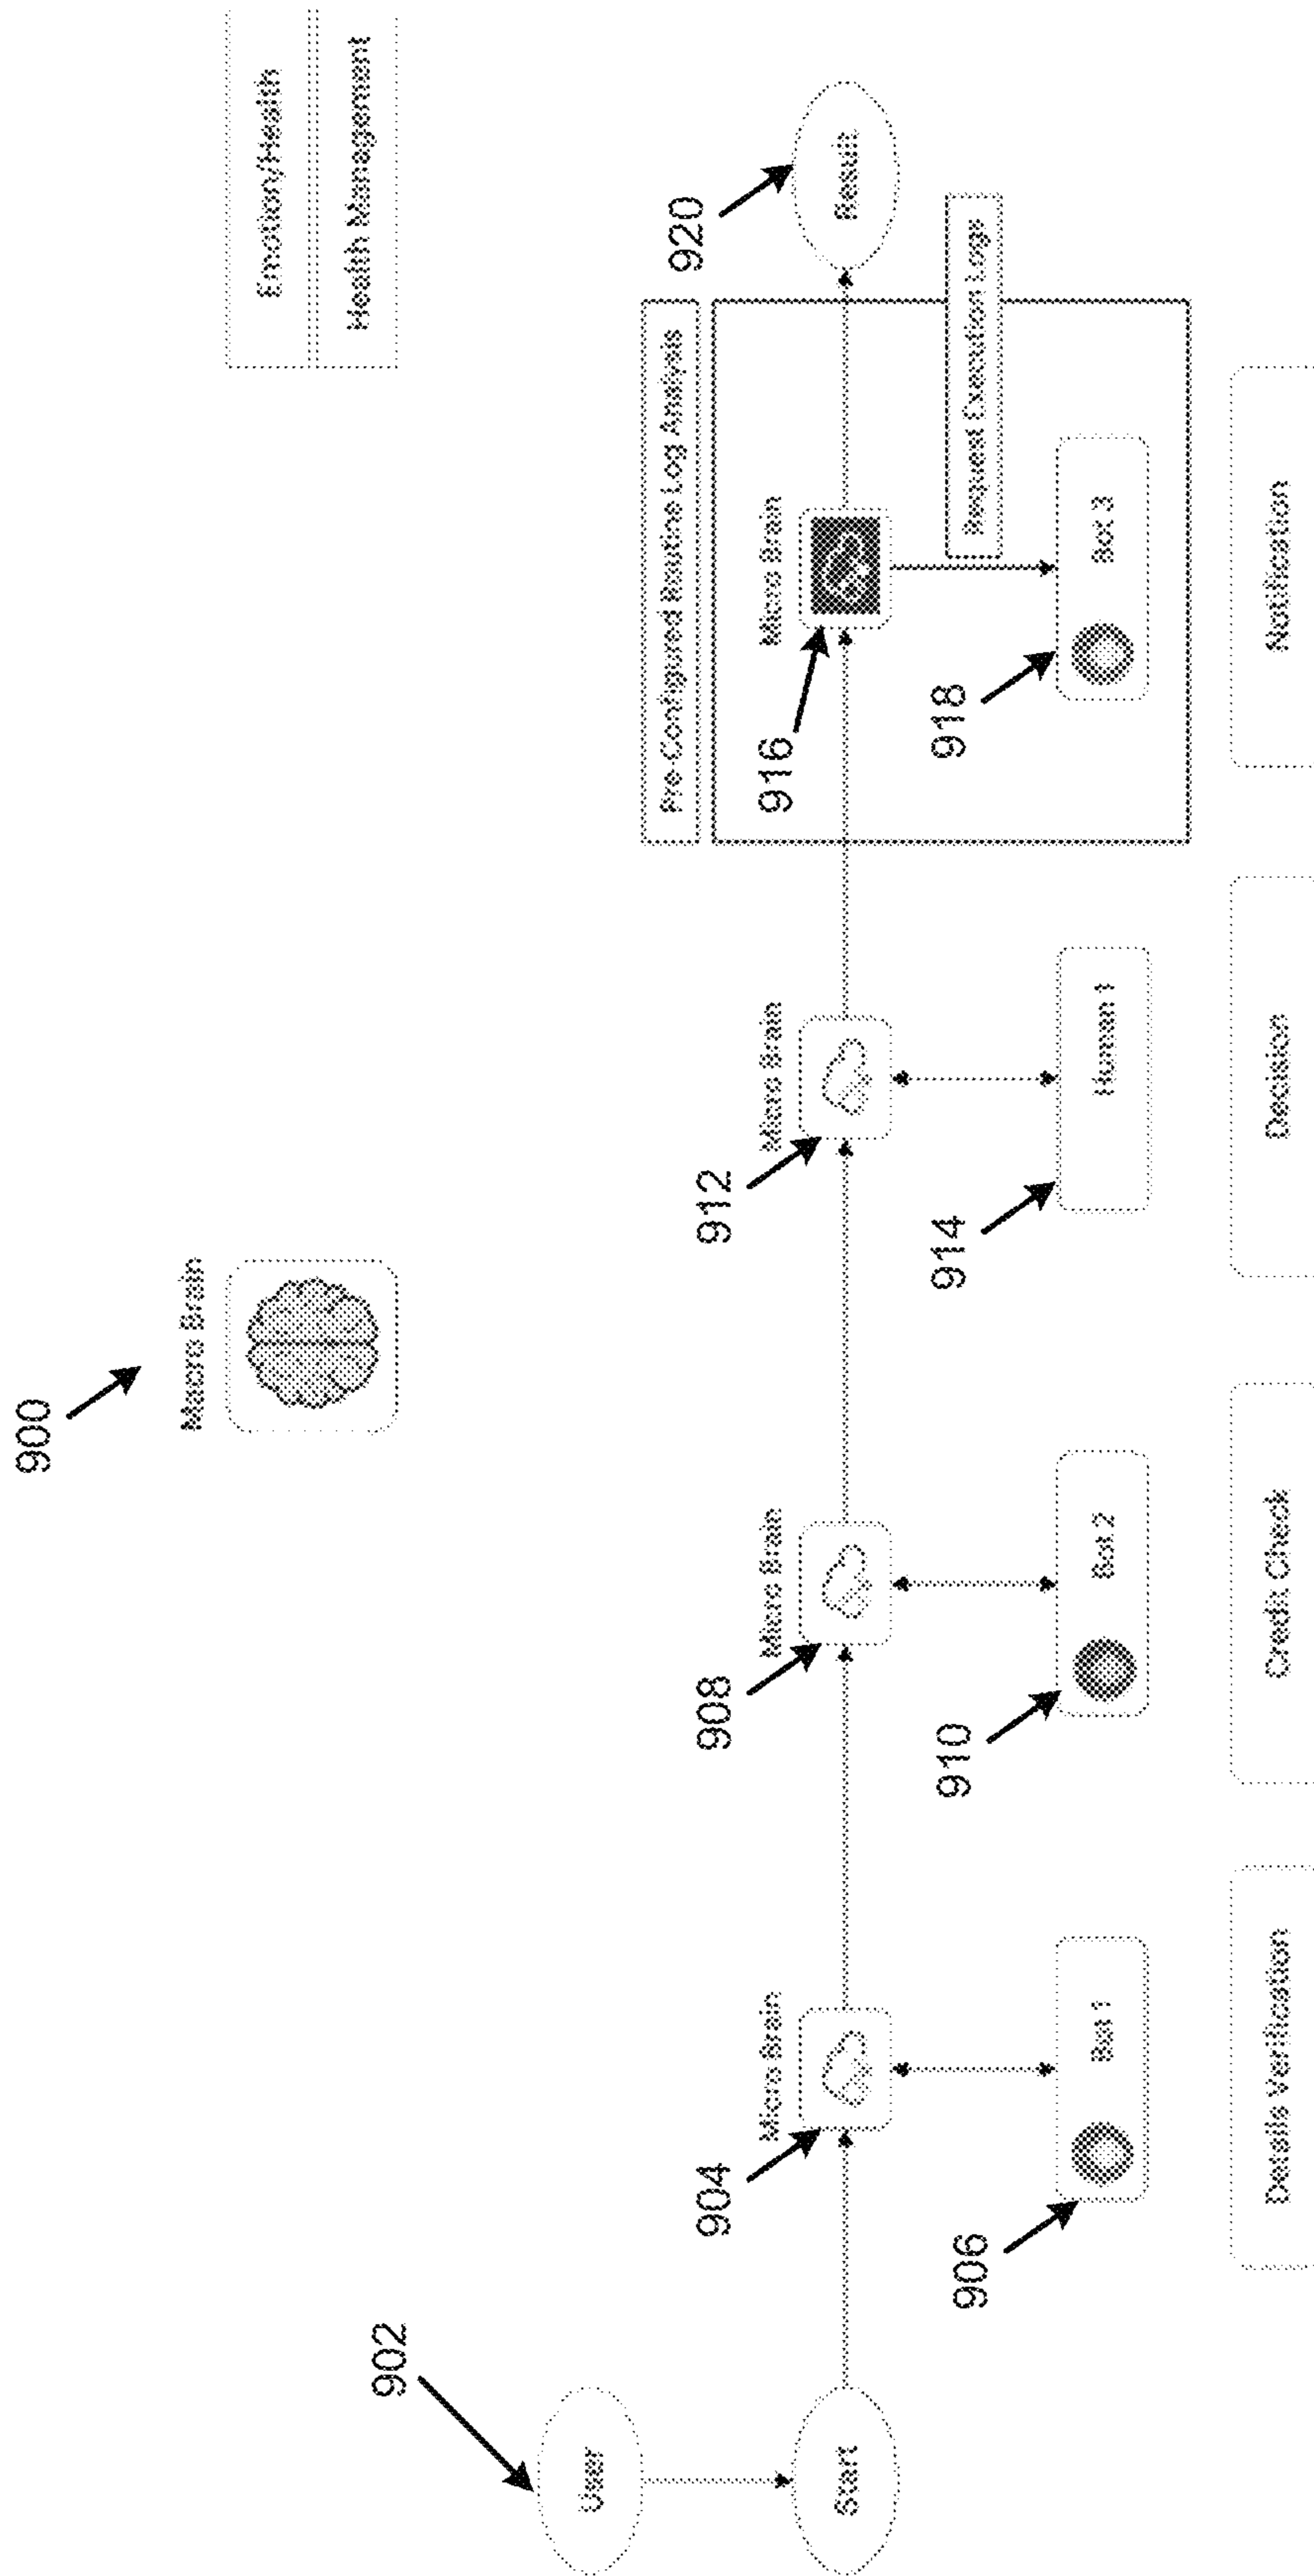 900
Macro Brain
Emotion/Health
Health Management
902
User
Start
904
Micro Brain
906
Bot 1
908
Micro Brain
910
Bot 2
912
Micro Brain
914
Human 1
Pre-Configured Routine Log Analysis
916
Micro Brain
Request Execution Logs
918
Bot 3
920
Result
Details Verification
Credit Check
Decision
Notification